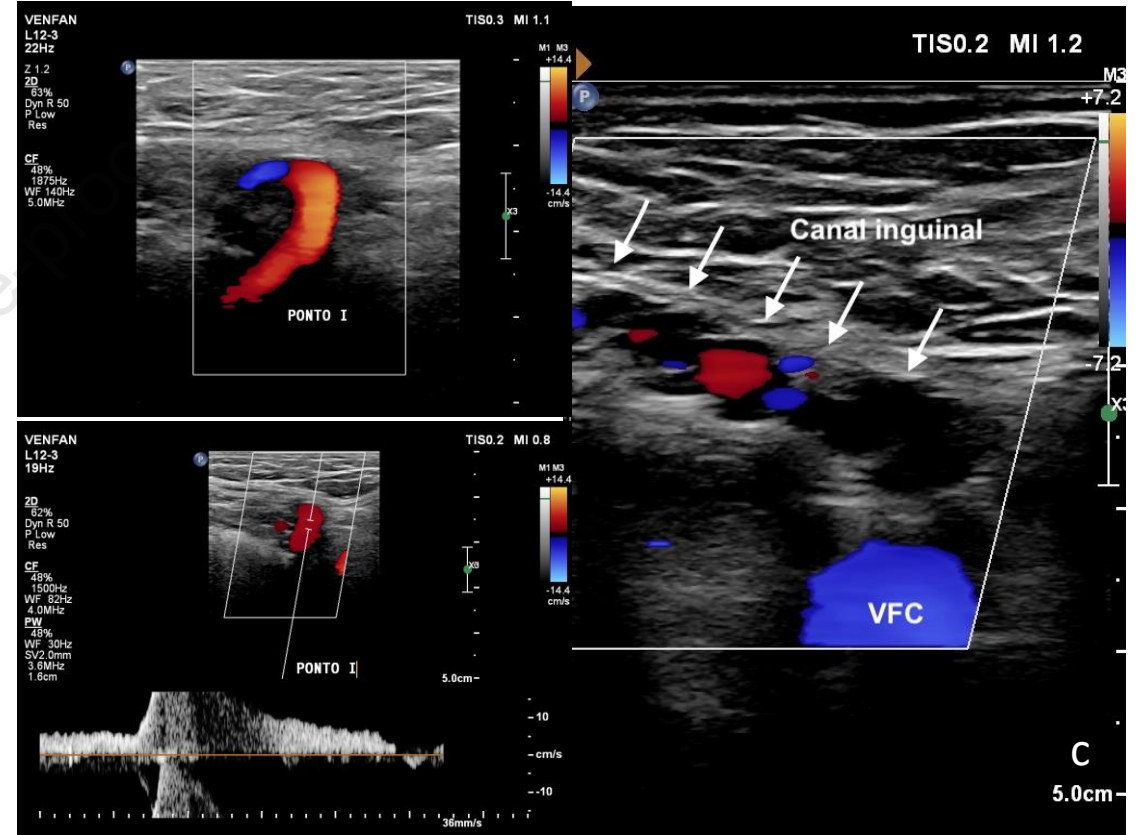 VENFAN
L12-3
22Hz
TIS0.3 MI 1.1
Z 1.2
2D
63%
Dyn R 50
P Low
Res
CF
48%
1875Hz
WF 140Hz
5.0MHz
P
M1 M3
+14.4
-14.4
cm/s
X3
PONTO I
VENFAN
L12-3
19Hz
TIS0.2 MI 0.8
2D
62%
Dyn R 50
P Low
Res
CF
48%
1500Hz
WF 82Hz
4.0MHz
PW
48%
WF 30Hz
SV2.0mm
3.6MHz
1.6cm
P
M1 M3
+14.4
-14.4
cm/s
PONTO I
5.0cm
10
cm/s
-10
36mm/s
TIS0.2 MI 1.2
P
M3
+7.2
-7.2
X3
Canal inguinal
VFC
C
5.0cm